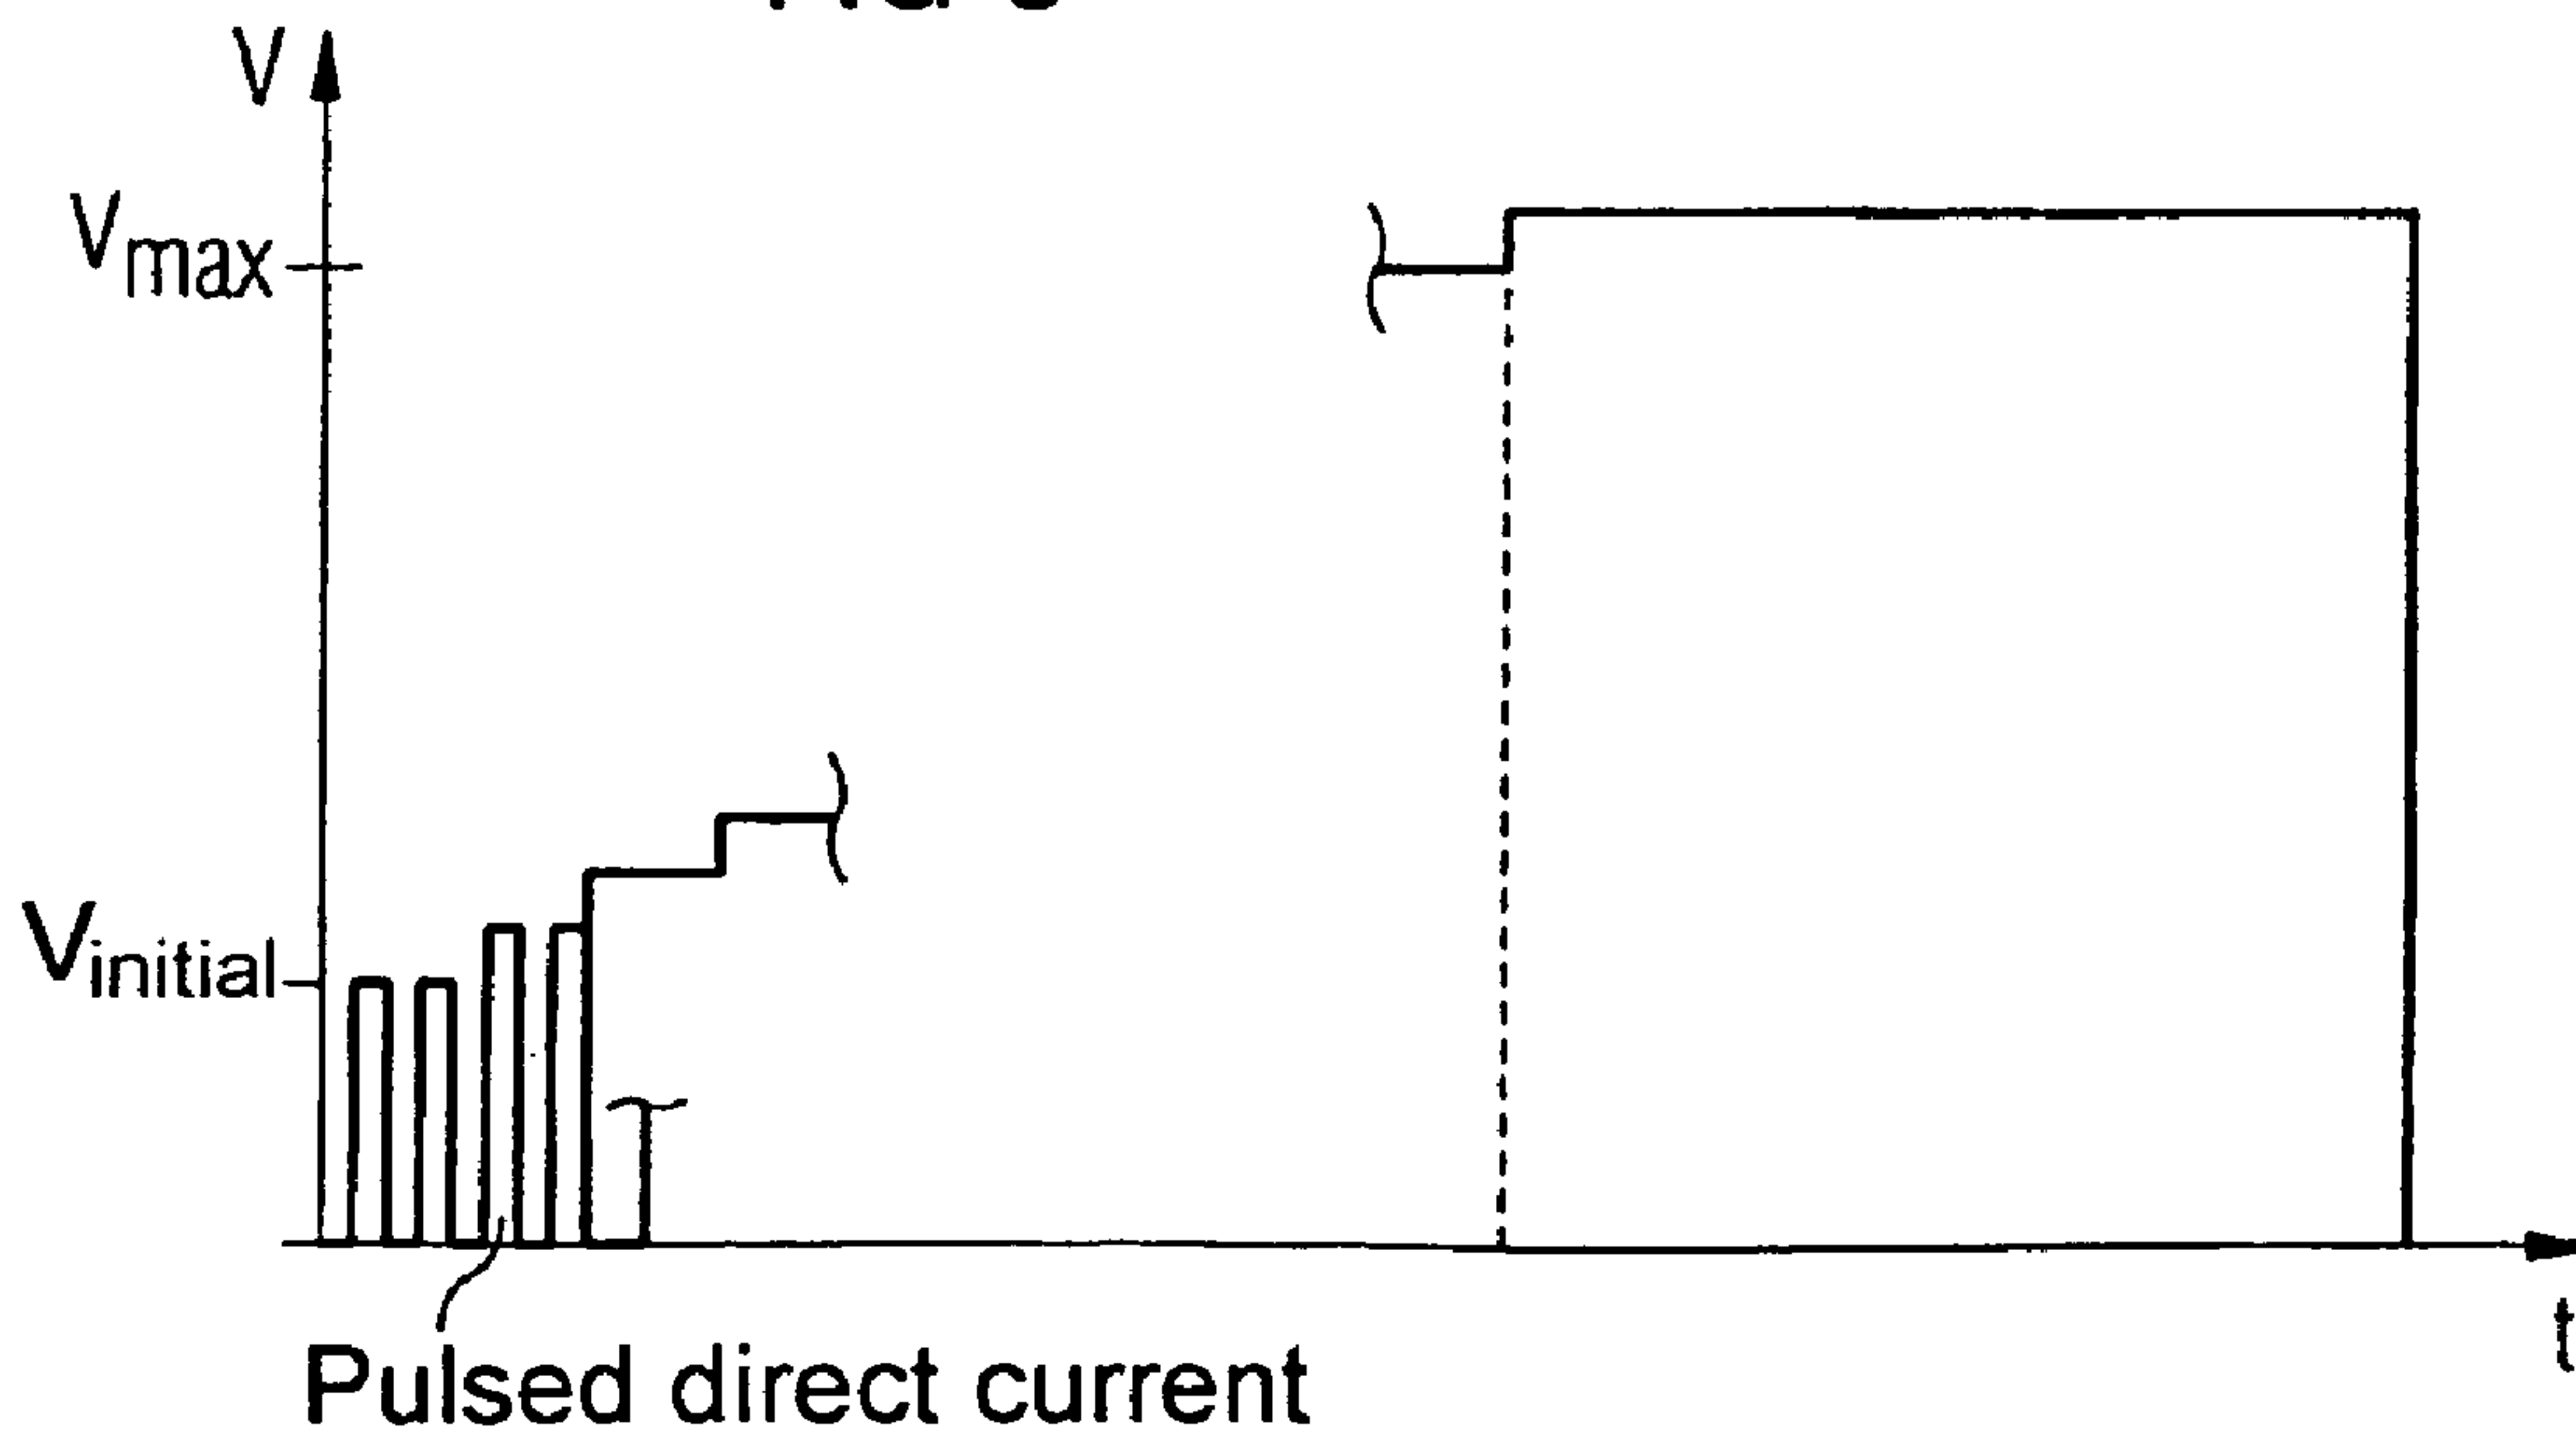 V
Vmax
Vinitial
Pulsed direct current
t